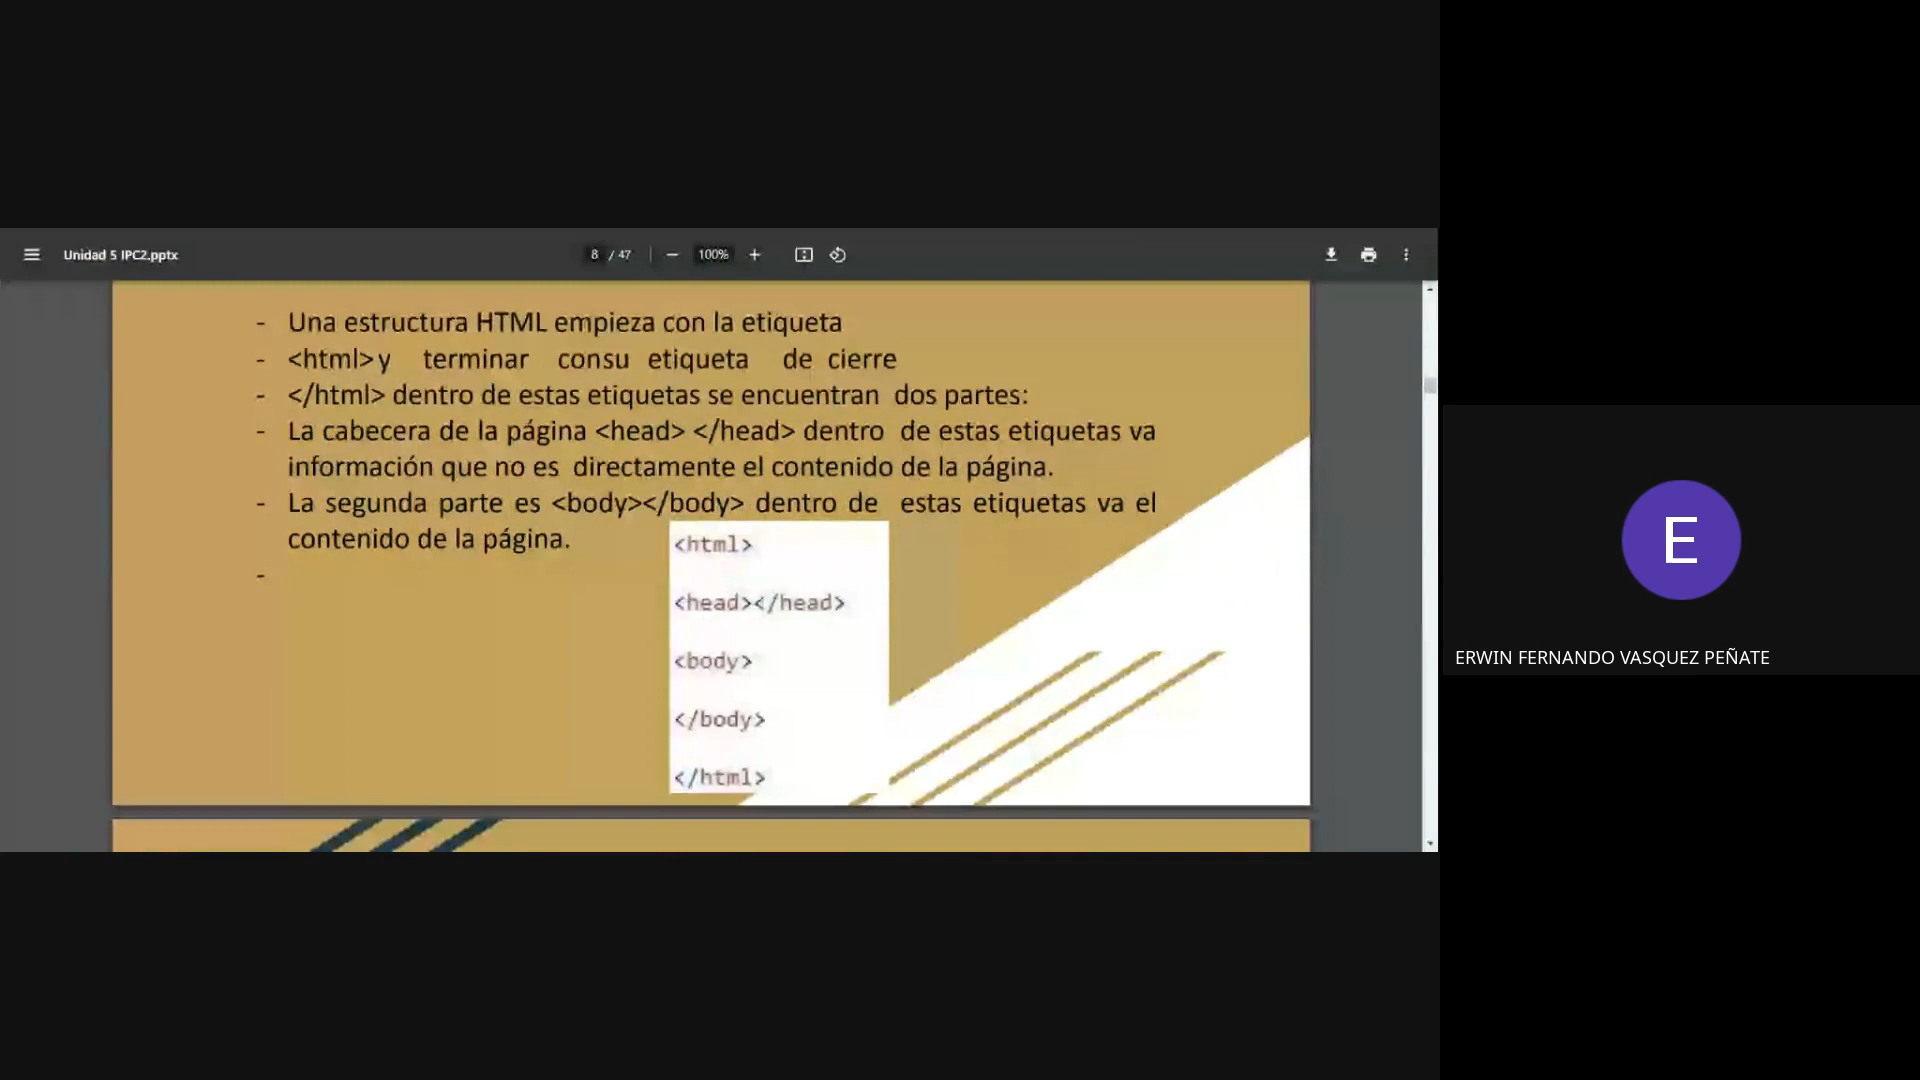 Unidad 5 IPC2.pptx
8 / 47
100%
- Una estructura HTML empieza con la etiqueta
- <html> y terminar consu etiqueta de cierre
- </html> dentro de estas etiquetas se encuentran dos partes:
- La cabecera de la página <head> </head> dentro de estas etiquetas va
información que no es directamente el contenido de la página.
- La segunda parte es <body></body> dentro de estas etiquetas va el
contenido de la página.
-
<html>
<head></head>
<body>
</body>
</html>
E
ERWIN FERNANDO VASQUEZ PEÑATE